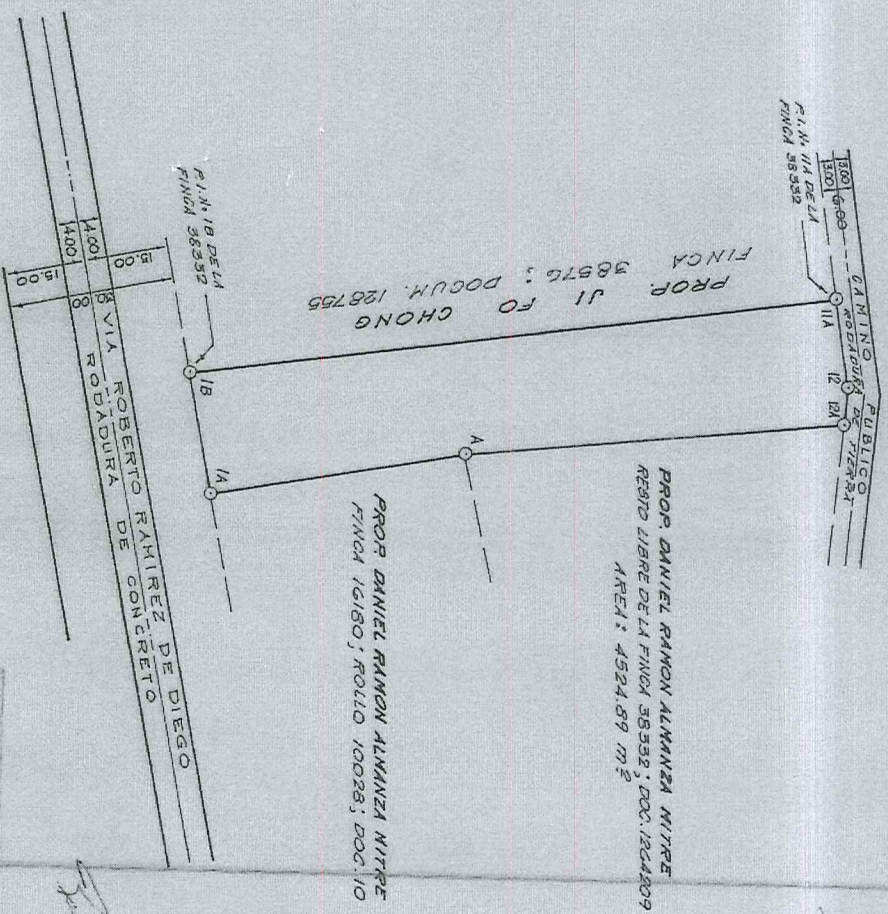 P.I. Nº 11A DE LA
FINCA 38332
3.00
3.00
6.00
CAMINO PUBLICO
RODADURA DE TIERRA
11A
12
12A
PROP. JI FO CHONG
FINCA 38576; DOCUM. 128755
PROP. DANIEL RAMON ALMANZA MITRE
RESTO LIBRE DE LA FINCA 38332; DOC. 1264209
AREA: 4524.89 m2
A
PROP. DANIEL RAMON ALMANZA MITRE
FINCA 16180; ROLLO 10028; DOC. 10
P.I. Nº 1B DE LA
FINCA 38332
1B
1A
15.00
4.00
4.00
15.00
30.00
VIA ROBERTO RAMIREZ DE DIEGO
RODADURA DE CONCRETO